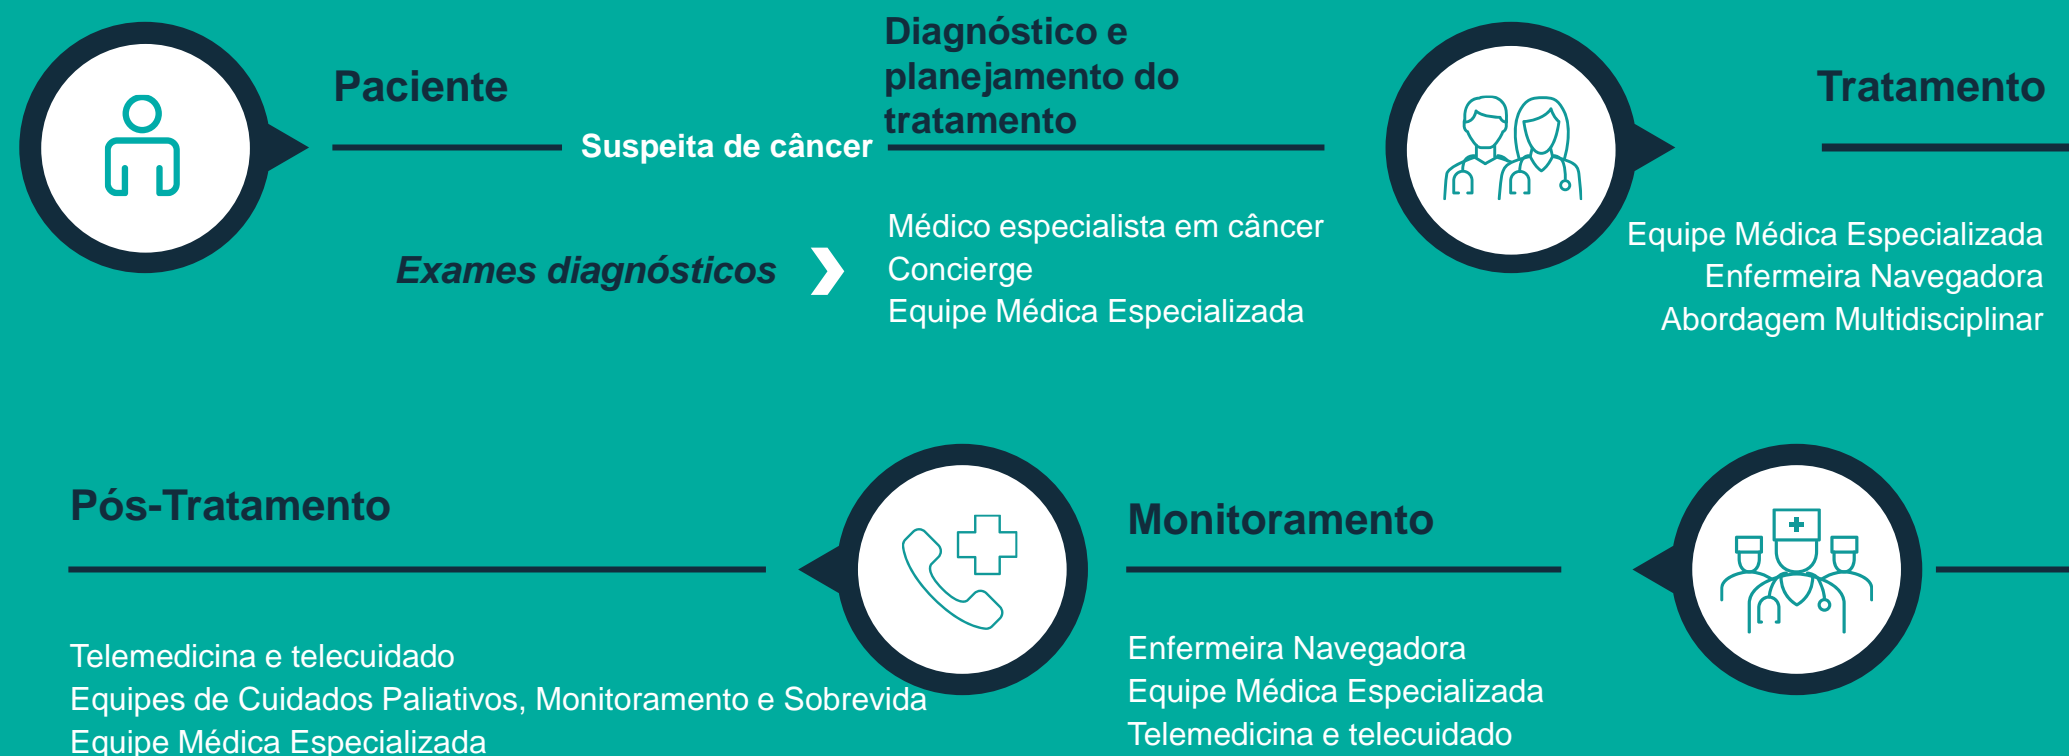 Paciente
Suspeita de câncer
Exames diagnósticos
Diagnóstico e
planejamento do
tratamento
Médico especialista em câncer
Concierge
Equipe Médica Especializada
Tratamento
Equipe Médica Especializada
Enfermeira Navegadora
Abordagem Multidisciplinar
Pós-Tratamento
Telemedicina e telecuidado
Equipes de Cuidados Paliativos, Monitoramento e Sobrevida
Equipe Médica Especializada
Monitoramento
Enfermeira Navegadora
Equipe Médica Especializada
Telemedicina e telecuidado